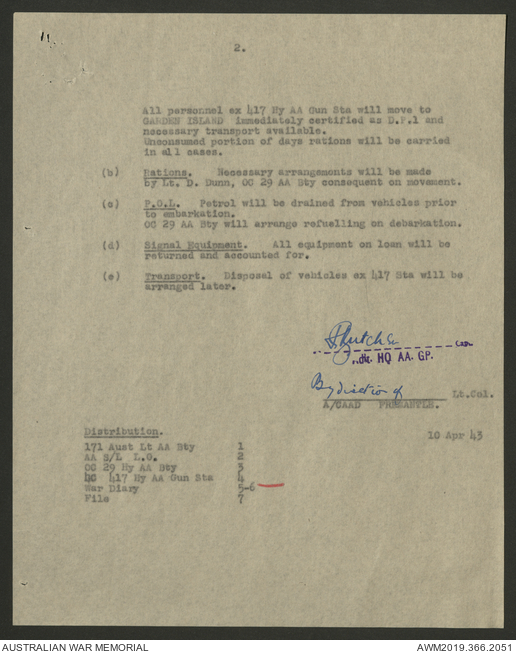 2.
All personnel ex 417 Hy AA Gun Sta will move to
GARDEN ISLAND immediately certified as D.P.1 and
necessary transport available.
Unconsumed portion of days rations will be carried
in all cases.
(b) Rations. Necessary arrangements will be made
by Lt. D. Dunn, OC 29 AA Bty consequent on movement.
(c) P.O.L. Petrol will be drained from vehicles prior
to embarkation.
OC 29 AA Bty will arrange refuelling on debarkation.
(d) Signal Equipment. All equipment on loan will be
returned and accounted for.
(e) Transport. Disposal of vehicles ex 417 Sta will be
arranged later.
Capt.
HQ AA. GP.
By direction of Lt.Col.
A/CAAD FREMANTLE.
10 Apr 43
Distribution.
171 Aust Lt AA Bty 1
AA S/L L.O. 2
OC 29 Hy AA Bty 3
OC 417 Hy AA Gun Sta 4
War Diary 5-6
File 7
AUSTRALIAN WAR MEMORIAL AWM2019.366.2051